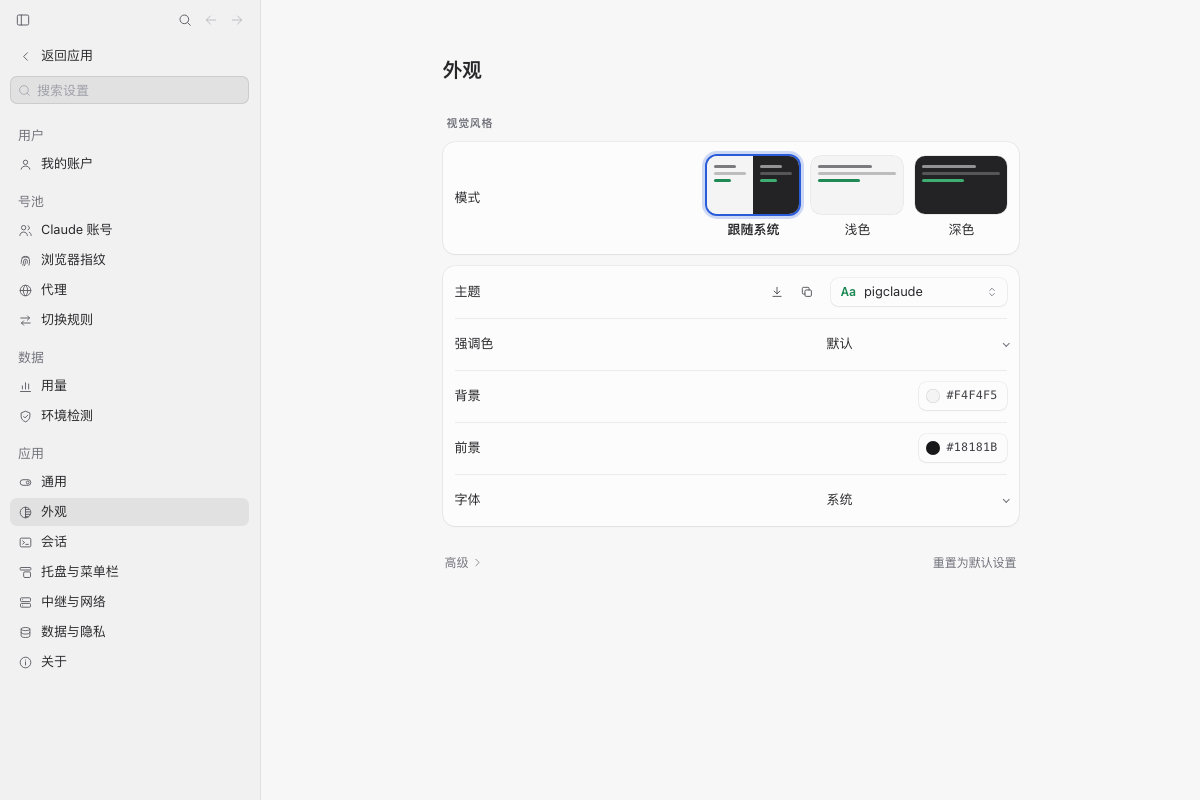 返回应用
搜索设置
用户
我的账户
号池
Claude 账号
浏览器指纹
代理
切换规则
数据
用量
环境检测
应用
通用
外观
会话
托盘与菜单栏
中继与网络
数据与隐私
关于
外观
视觉风格
模式
跟随系统
浅色
深色
主题
Aa pigclaude
强调色
默认
背景
#F4F4F5
前景
#18181B
字体
系统
高级
重置为默认设置